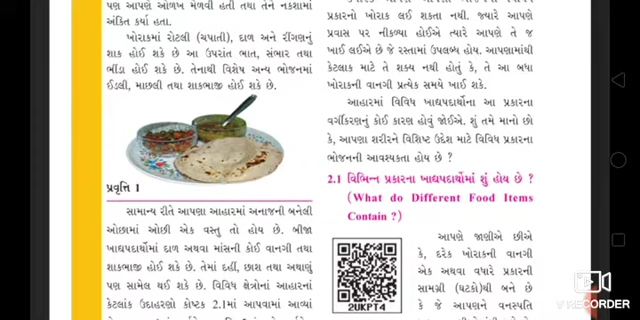 પણ આપણે ઓળખ મેળવી હતી તથા તેને નકશામાં
અંકિત કર્યા હતા.
ખોરાકમાં રોટલી (ચપાતી), દાળ અને રીંગણનું
શાક હોઈ શકે છે આ ઉપરાંત ભાત, સંભાર તથા
ભીંડા હોઈ શકે છે. તેનાથી વિશેષ અન્ય ભોજનમાં
ઈડલી, માછલી તથા શાકભાજી હોઈ શકે છે.
પ્રવૃત્તિ 1
સામાન્ય રીતે આપણા આહારમાં અનાજની બનેલી
ઓછામાં ઓછી એક વસ્તુ તો હોય છે. બીજા
ખાદ્યપદાર્થોમાં દાળ અથવા માંસની કોઈ વાનગી તથા
શાકભાજી હોઈ શકે છે. તેમાં દહીં, છાશ તથા અથાણું
પણ સામેલ થઈ શકે છે. વિવિધ ક્ષેત્રોનાં આહારનાં
કેટલાંક ઉદાહરણો કોષ્ટક 2.1માં આપવામાં આવ્યાં
પ્રકારનો ખોરાક લઈ શકતા નથી. જ્યારે આપણે
પ્રવાસ પર નીકળ્યા હોઈએ ત્યારે આપણે તે જ
ખાઈ લઈએ છે જે રસ્તામાં ઉપલબ્ધ હોય. આપણામાંથી
કેટલાક માટે તે શક્ય નથી હોતું કે, તે આ બધા
ખોરાકની વાનગી પ્રત્યેક સમયે ખાઈ શકે.
આહારમાં વિવિધ ખાદ્યપદાર્થોના આ પ્રકારના
વર્ગીકરણનું કોઈ કારણ હોવું જોઈએ. શું તમે માનો છો
કે, આપણા શરીરને વિશિષ્ટ ઉદેશ માટે વિવિધ પ્રકારના
ભોજનની આવશ્યકતા હોય છે ?
2.1 વિભિન્ન પ્રકારના ખાદ્યપદાર્થોમાં શું હોય છે ?
(What do Different Food Items
Contain ?)
આપણે જાણીએ છીએ
કે, દરેક ખોરાકની વાનગી
એક અથવા વધારે પ્રકારની
સામગ્રી (ઘટકો)થી બને છે
કે જે આપણને વનસ્પતિ
2UKPT4
RECORDER